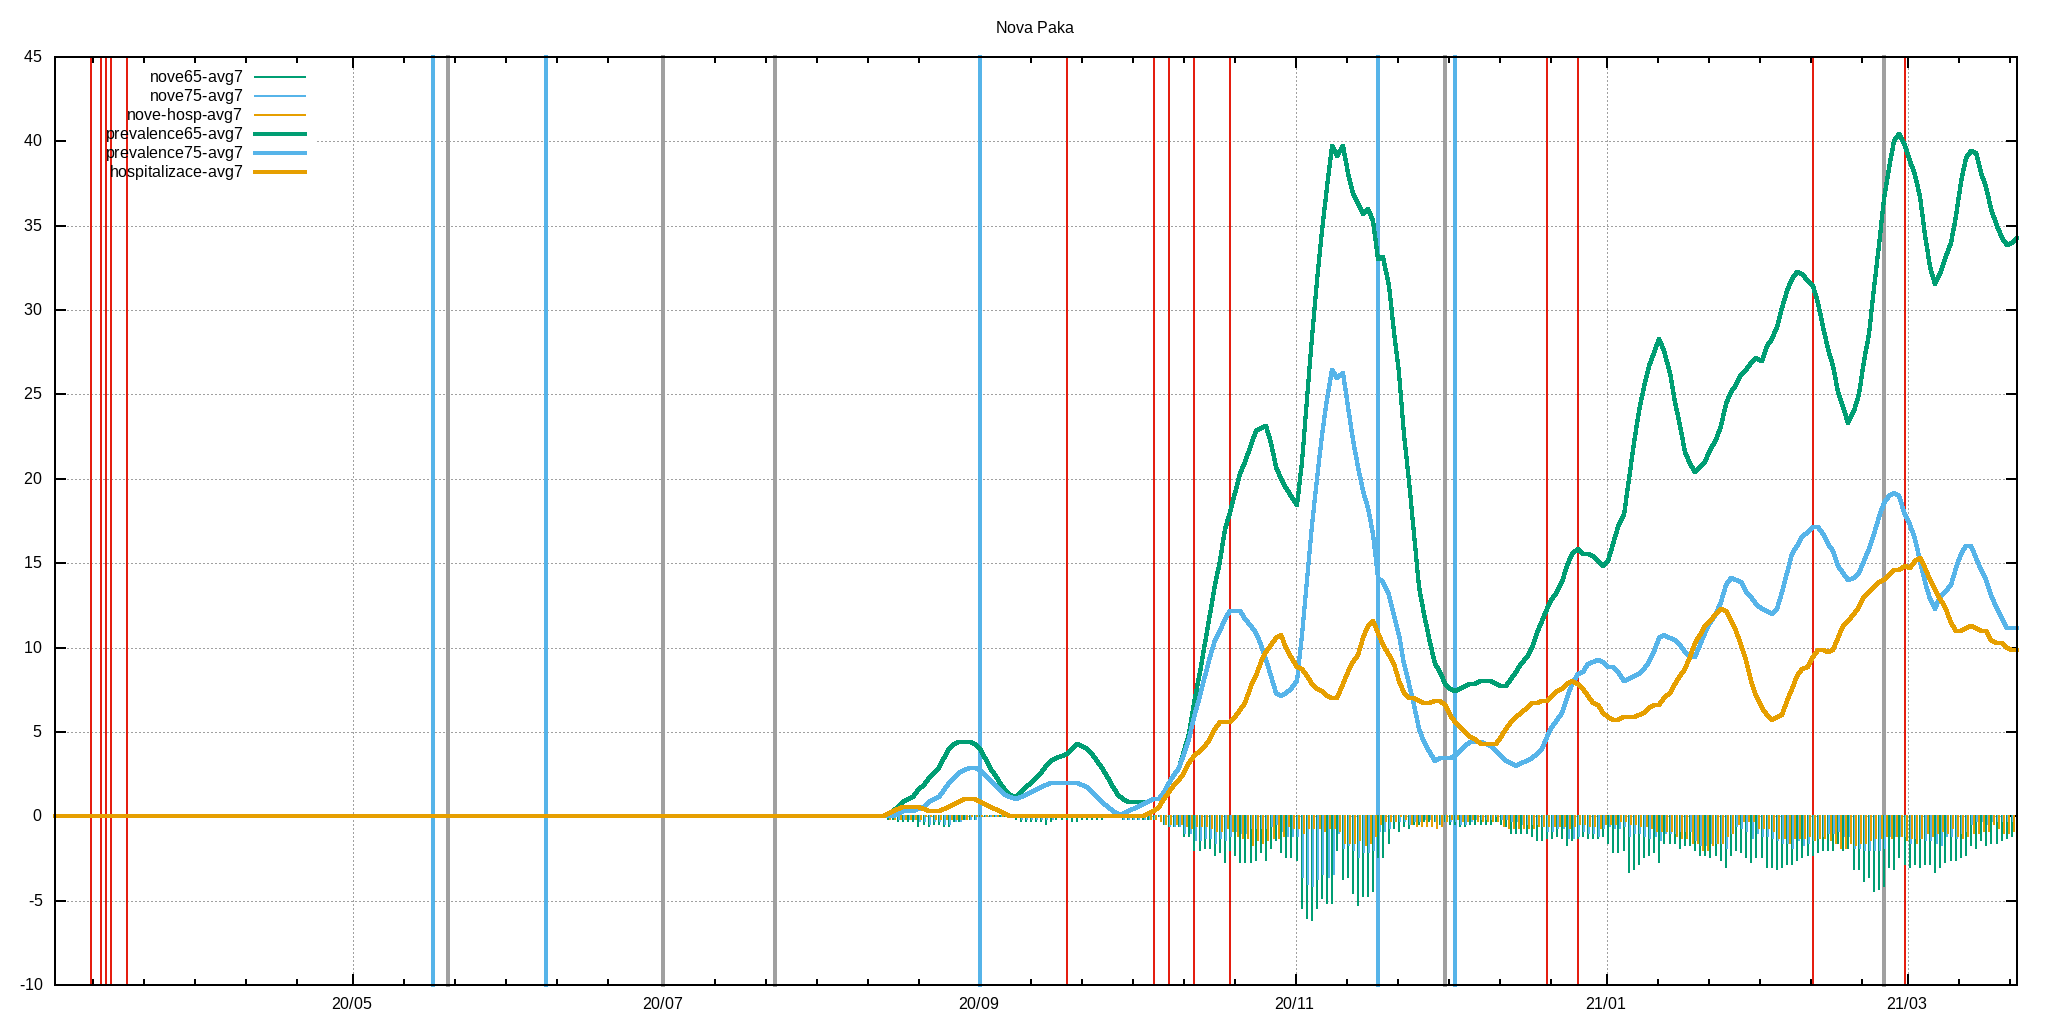 Nova Paka
45
40
35
30
25
20
15
10
5
0
-5
-10
nove65-avg7
nove75-avg7
nove-hosp-avg7
prevalence65-avg7
prevalence75-avg7
hospitalizace-avg7
20/05 20/07 20/09 20/11 21/01 21/03